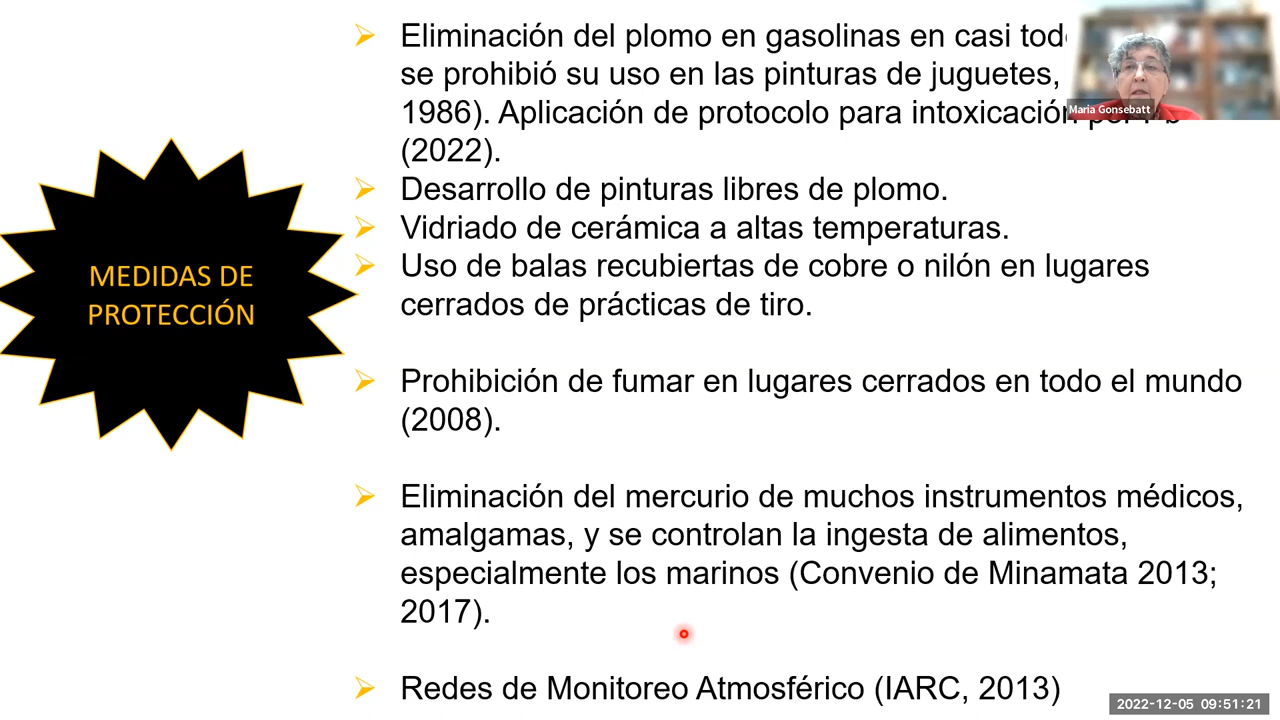 Eliminación del plomo en gasolinas en casi
se prohibió su uso en las pinturas de juguetes,
1986). Aplicación de protocolo para intoxicación
(2022).
Desarrollo de pinturas libres de plomo.
Vidriado de cerámica a altas temperaturas.
Uso de balas recubiertas de cobre o nilón en lugares
cerrados de prácticas de tiro.
Prohibición de fumar en lugares cerrados en todo el mundo
(2008).
Eliminación del mercurio de muchos instrumentos médicos,
amalgamas, y se controlan la ingesta de alimentos,
especialmente los marinos (Convenio de Minamata 2013;
2017).
Redes de Monitoreo Atmosférico (IARC, 2013)
MEDIDAS DE
PROTECCIÓN
Maria Gonsebatt
2022-12-05 09:51:21